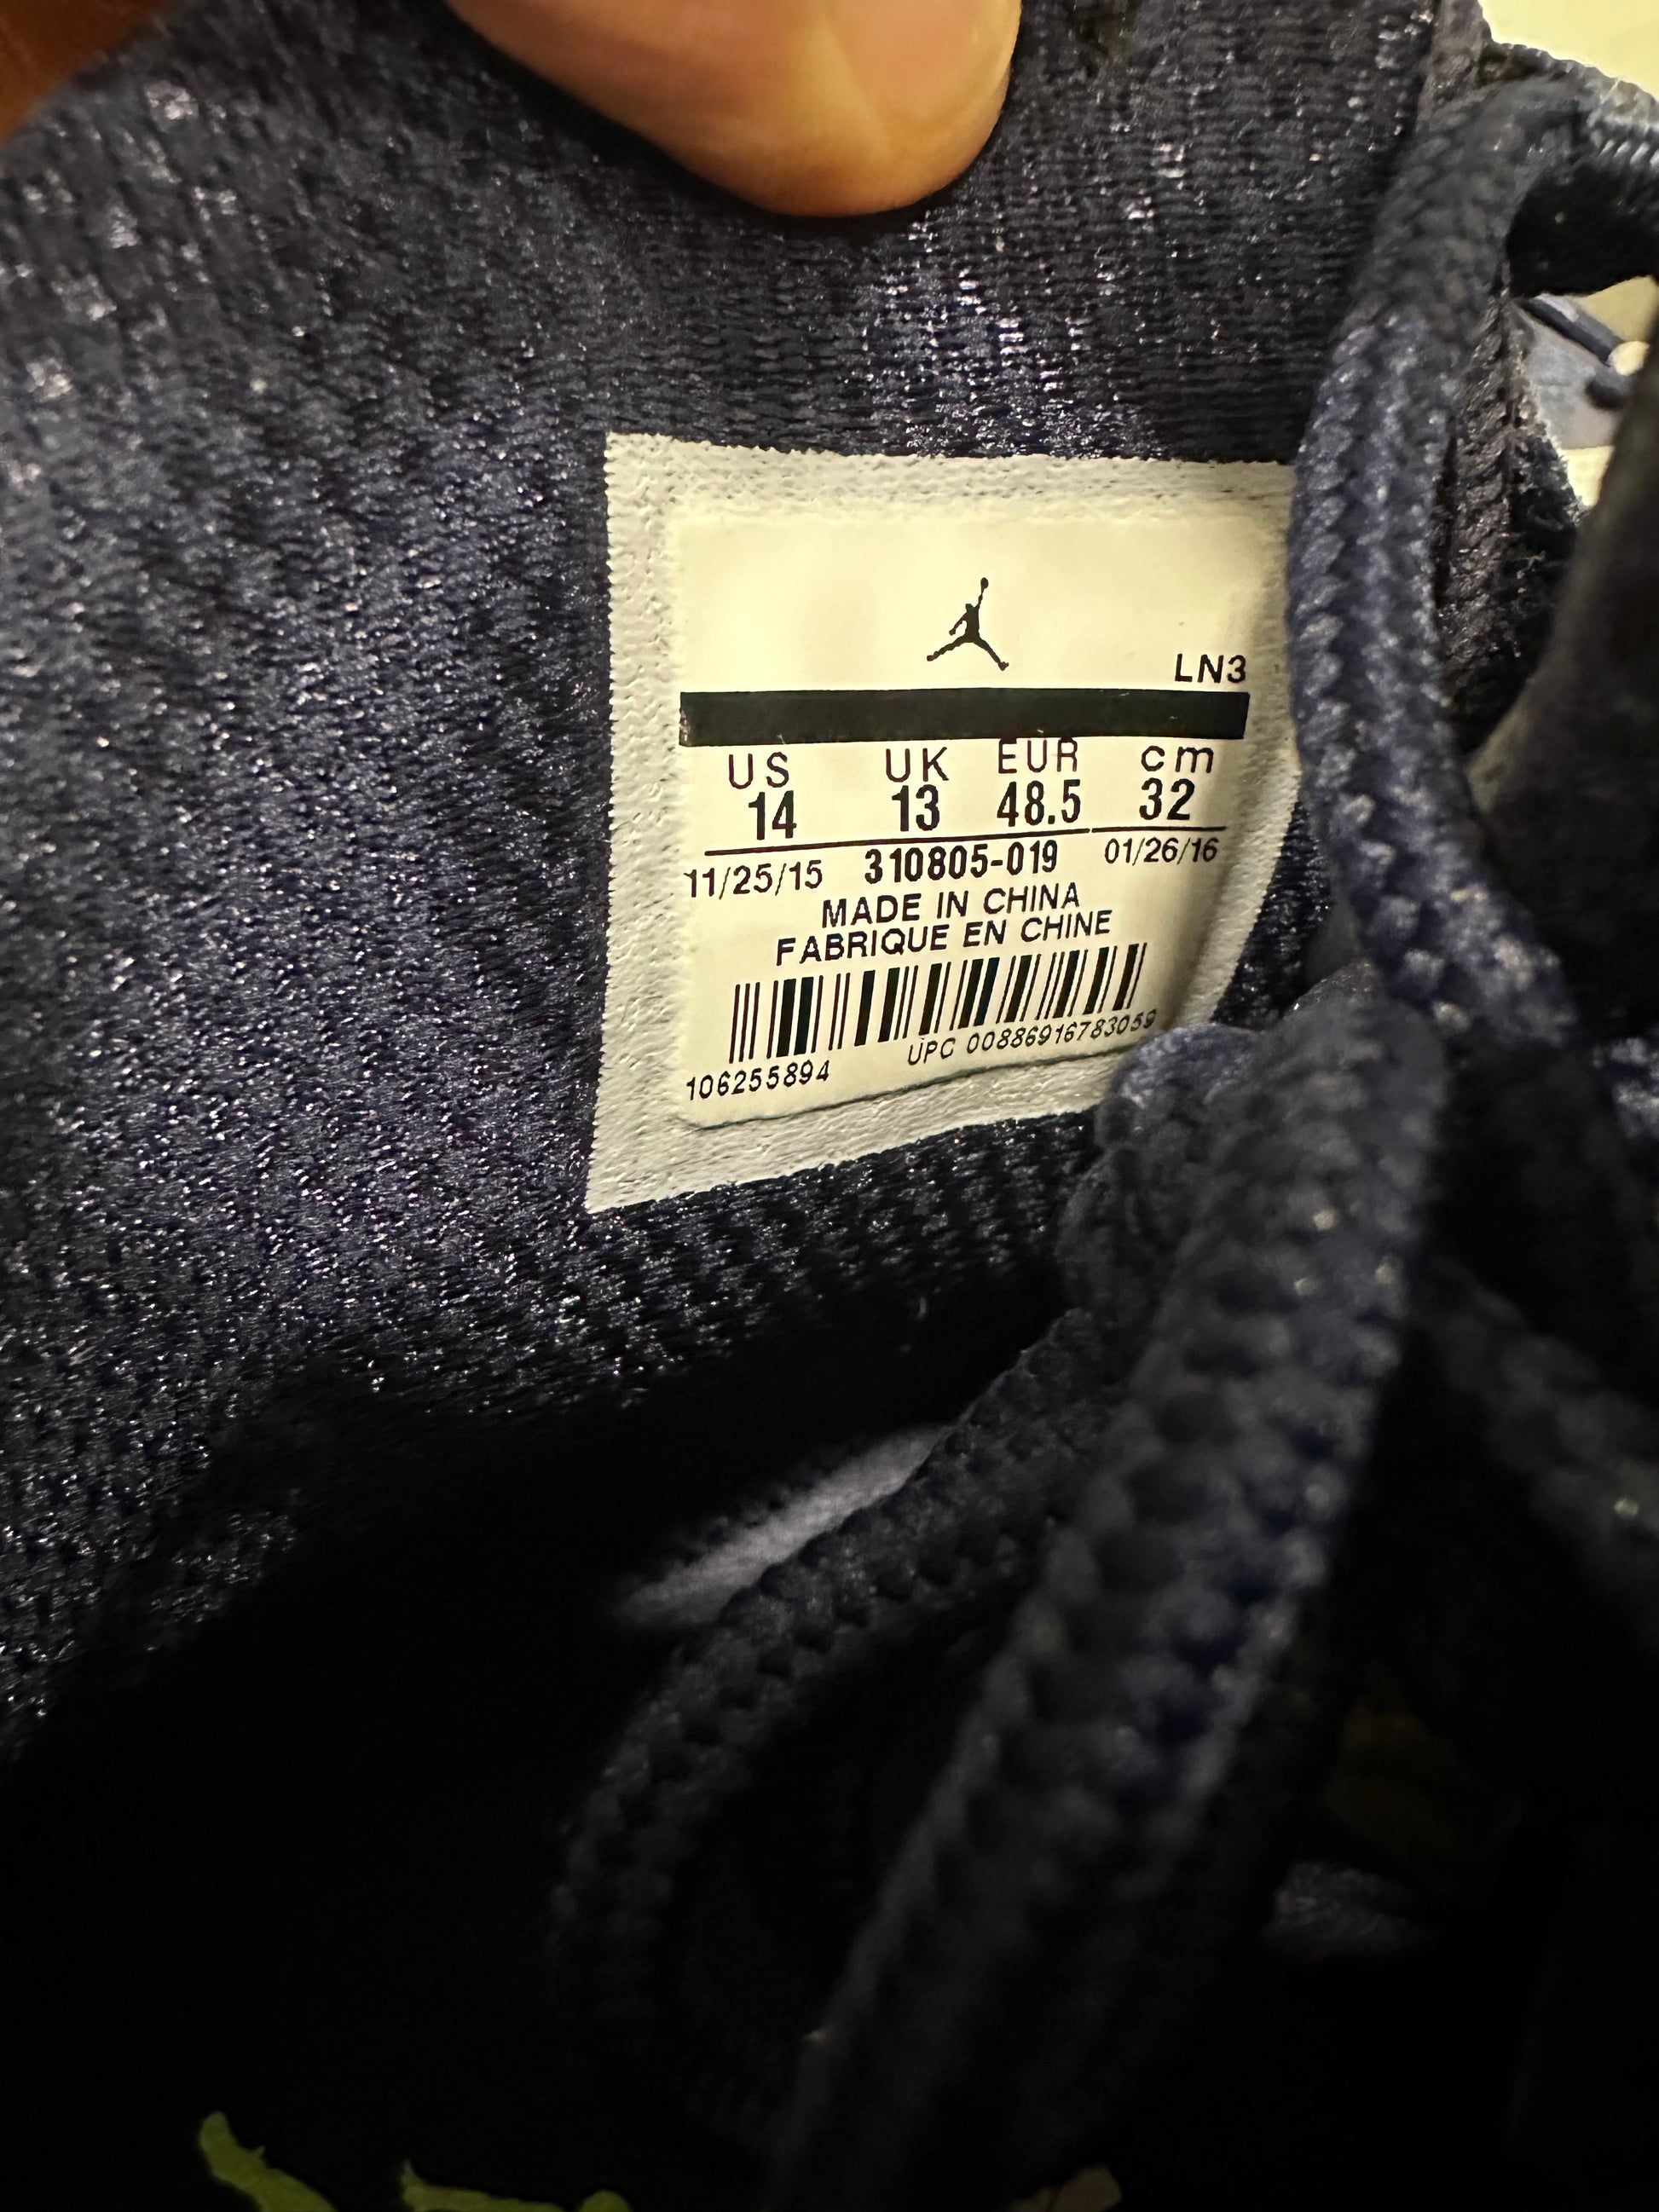 LN3
US UK EUR cm
14 13 48.5 32
11/25/15 310805-019 01/26/16
MADE IN CHINA
FABRIQUE EN CHINE
106255894 UPC 00886916783059